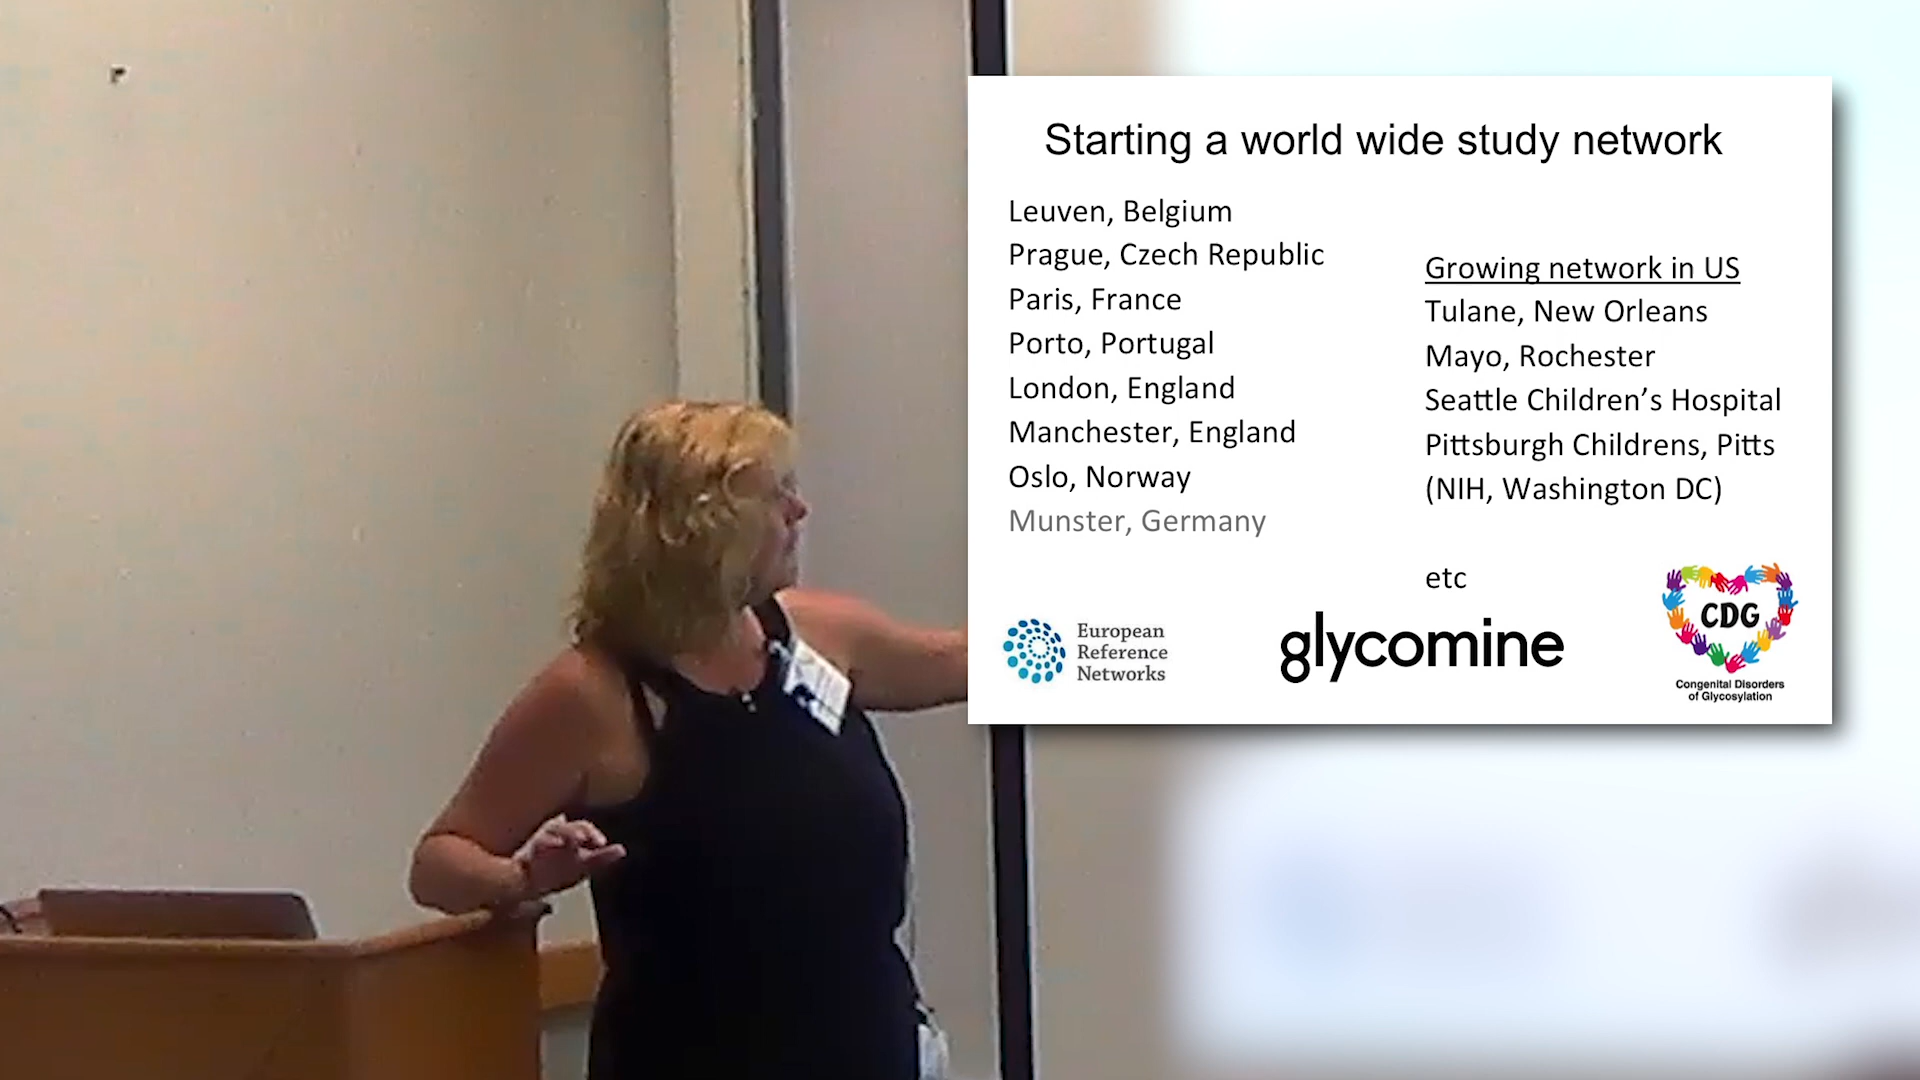 Starting a world wide study network
Leuven, Belgium
Prague, Czech Republic
Paris, France
Porto, Portugal
London, England
Manchester, England
Oslo, Norway
Munster, Germany
Growing network in US
Tulane, New Orleans
Mayo, Rochester
Seattle Children’s Hospital
Pittsburgh Childrens, Pitts
(NIH, Washington DC)
etc
European
Reference
Networks
glycomine
CDG
Congenital Disorders
of Glycosylation